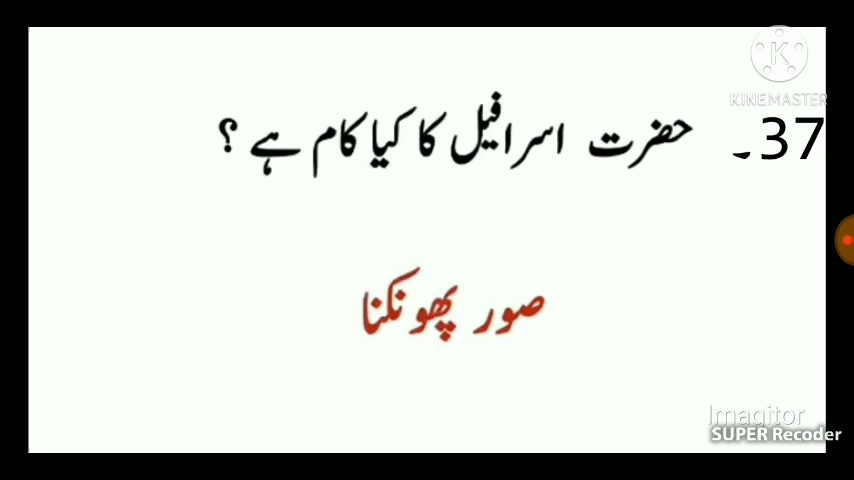 KINEMASTER
37۔ حضرت اسرافیل کا کیا کام ہے ؟
صور پھونکنا
Imagitor
SUPER Recoder